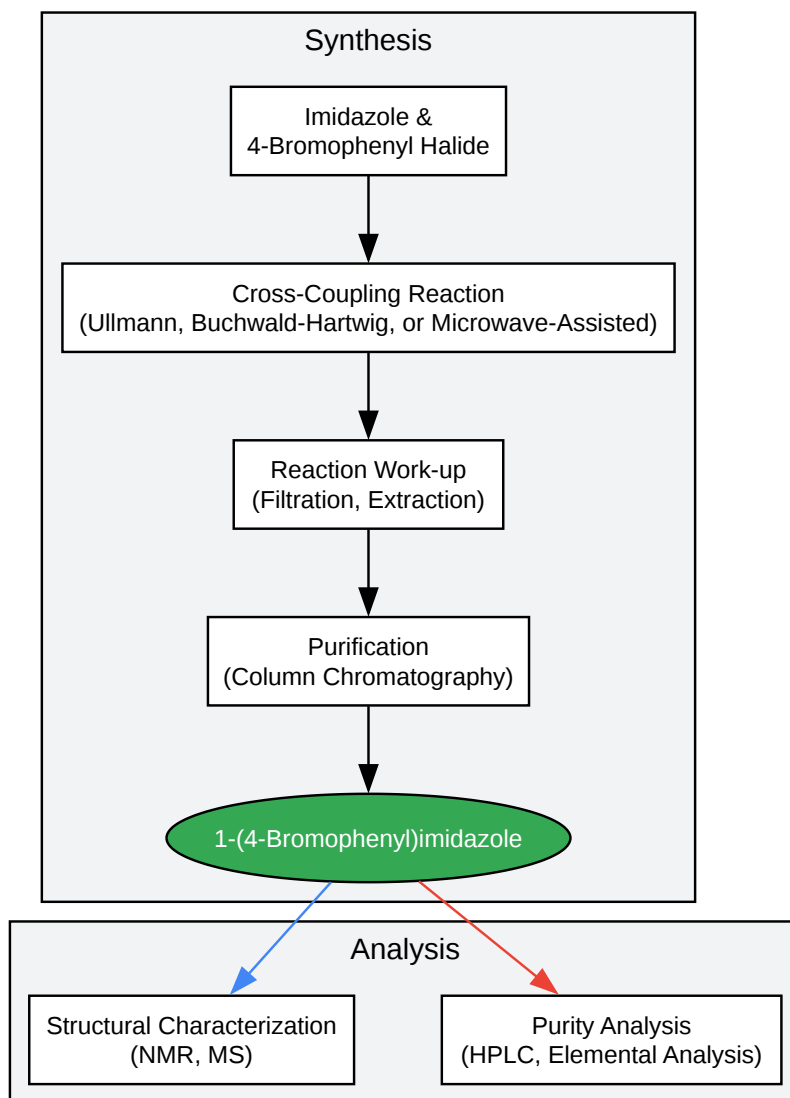 Synthesis
Imidazole &
4-Bromophenyl Halide
Cross-Coupling Reaction
(Ullmann, Buchwald-Hartwig, or Microwave-Assisted)
Reaction Work-up
(Filtration, Extraction)
Purification
(Column Chromatography)
1-(4-Bromophenyl)imidazole
Analysis
Structural Characterization
(NMR, MS)
Purity Analysis
(HPLC, Elemental Analysis)